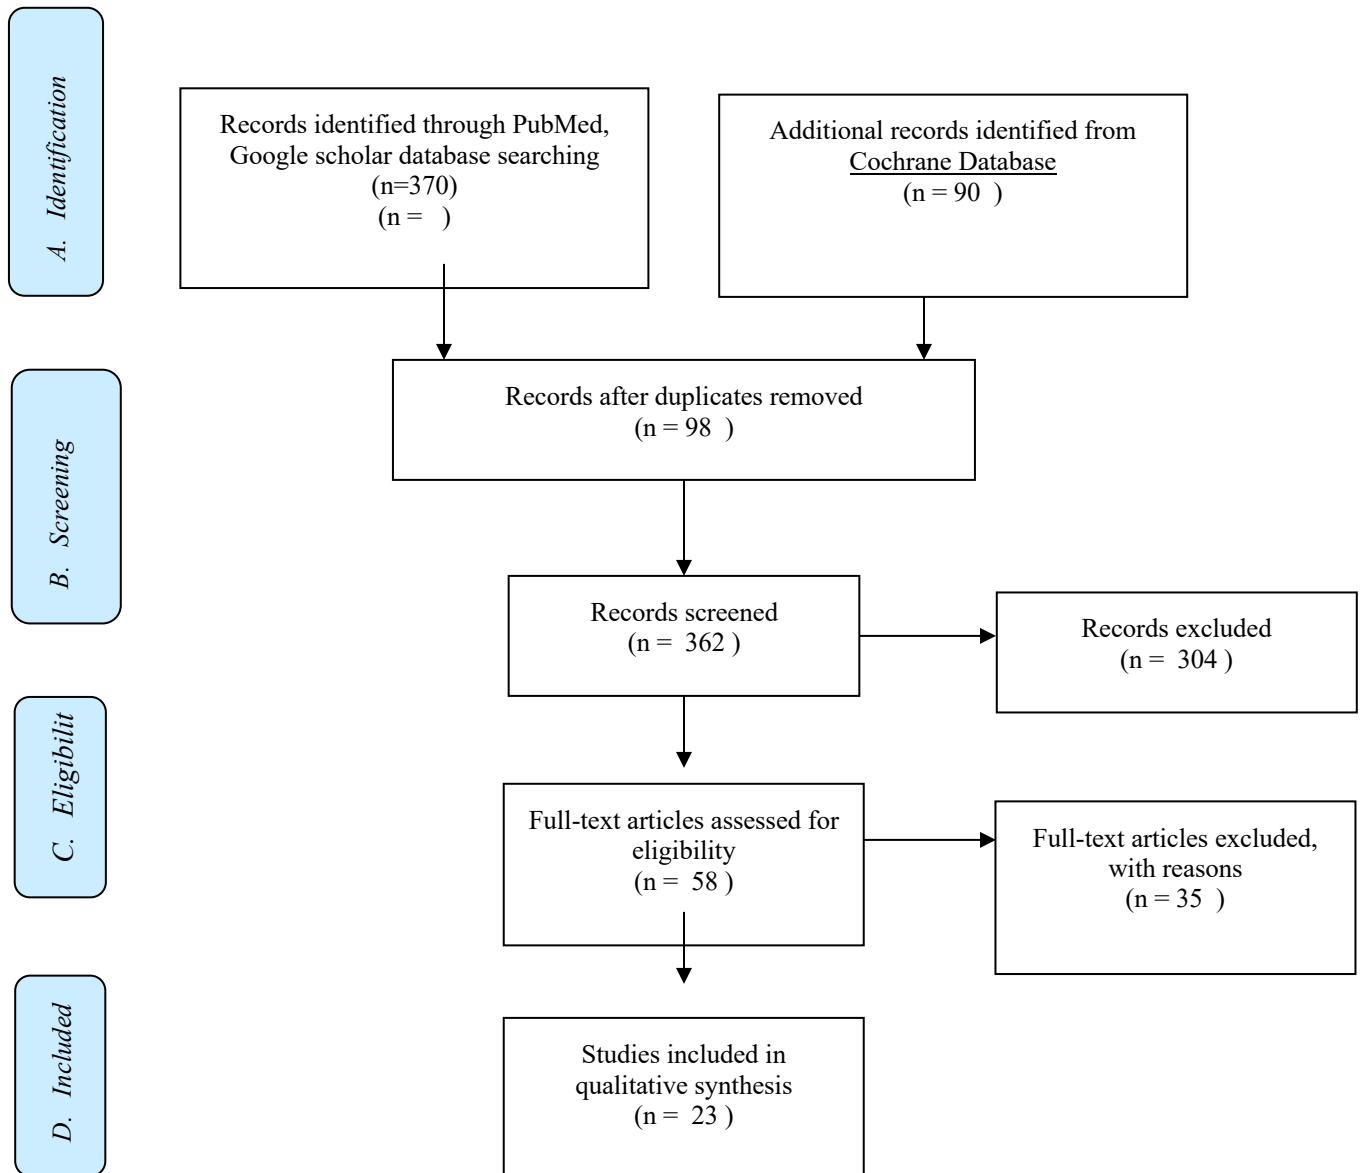 A. Identification
Records identified through PubMed,
Google scholar database searching
(n=370)
(n =   )
Additional records identified from
Cochrane Database
(n = 90  )
B. Screening
Records after duplicates removed
(n = 98  )
Records screened
(n =  362 )
Records excluded
(n =  304 )
C. Eligibilit
Full-text articles assessed for
eligibility
(n =  58 )
Full-text articles excluded,
with reasons
(n = 35  )
D. Included
Studies included in
qualitative synthesis
(n =  23 )